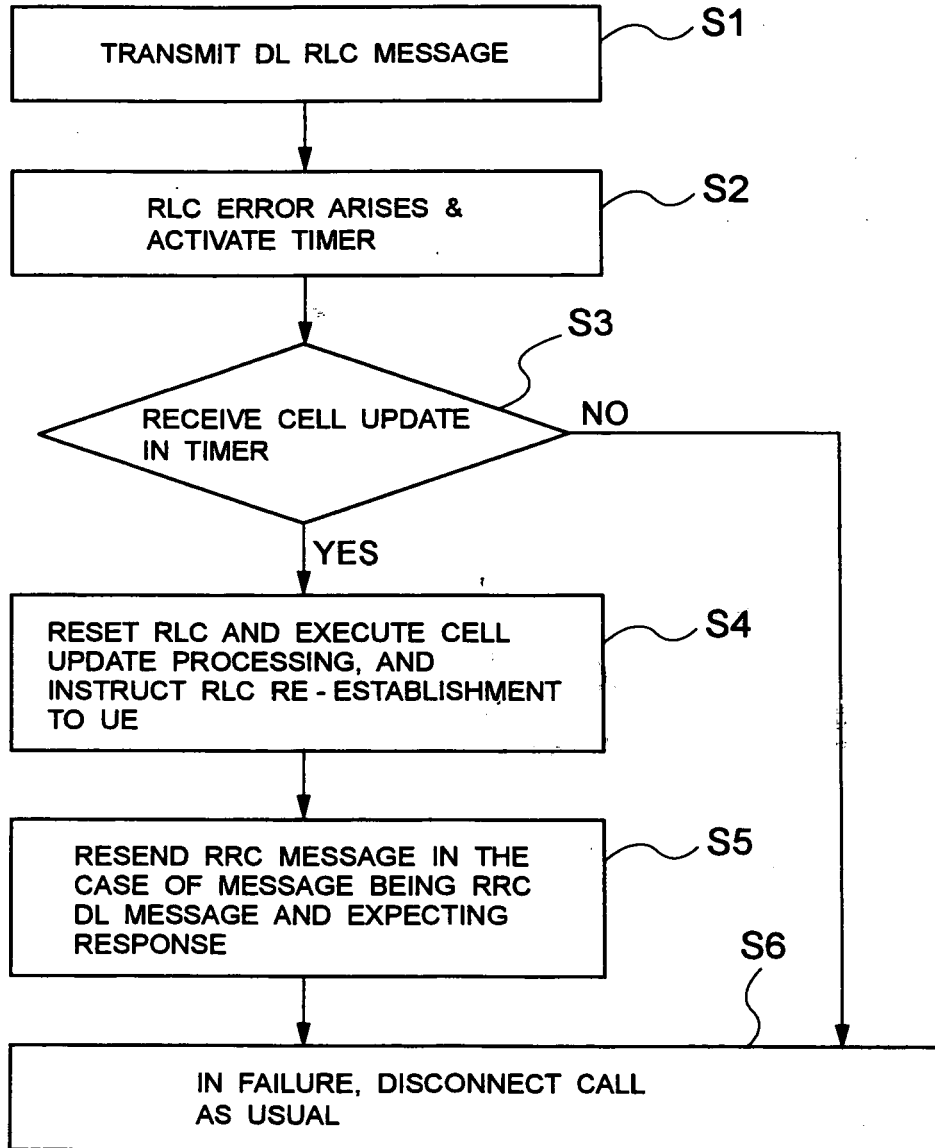 TRANSMIT DL RLC MESSAGE
S1
RLC ERROR ARISES &
ACTIVATE TIMER
S2
S3
RECEIVE CELL UPDATE
IN TIMER
NO
YES
RESET RLC AND EXECUTE CELL
UPDATE PROCESSING, AND
INSTRUCT RLC RE - ESTABLISHMENT
TO UE
S4
RESEND RRC MESSAGE IN THE
CASE OF MESSAGE BEING RRC
DL MESSAGE AND EXPECTING
RESPONSE
S5
S6
IN FAILURE, DISCONNECT CALL
AS USUAL